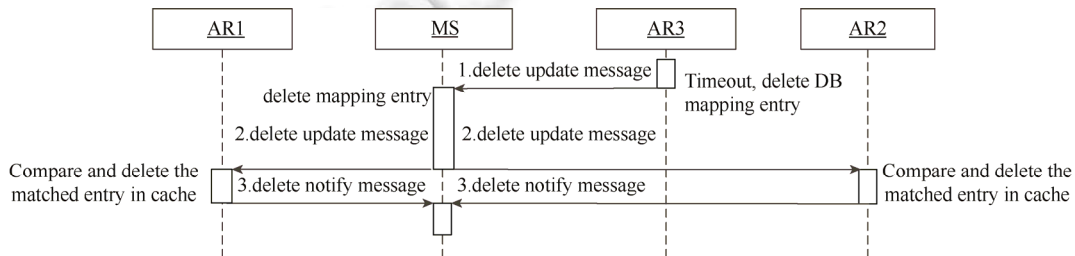 AR1
MS
AR3
AR2
1.delete update message
Timeout, delete DB
mapping entry
delete mapping entry
2.delete update message
2.delete update message
Compare and delete the
matched entry in cache
3.delete notify message
3.delete notify message
Compare and delete the
matched entry in cache